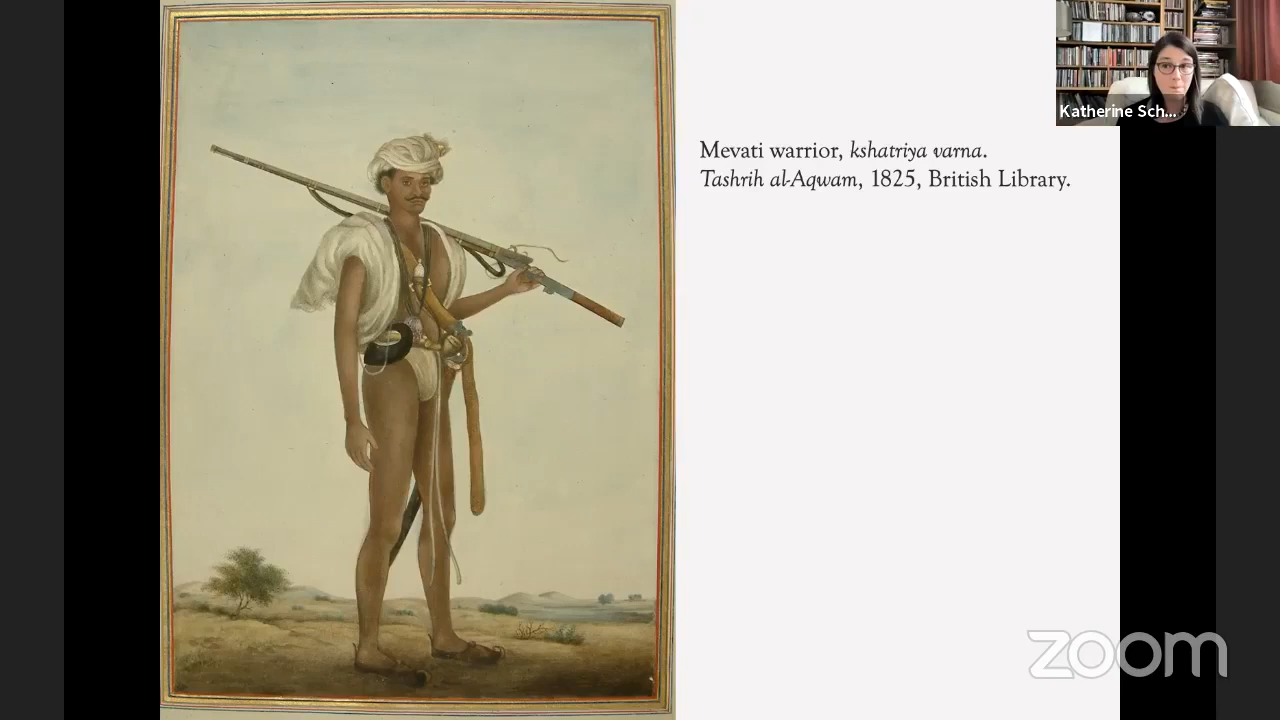 Katherine Sch...
Mevati warrior, kshatriya varna.
Tashrih al-Aqwam, 1825, British Library.
zoom